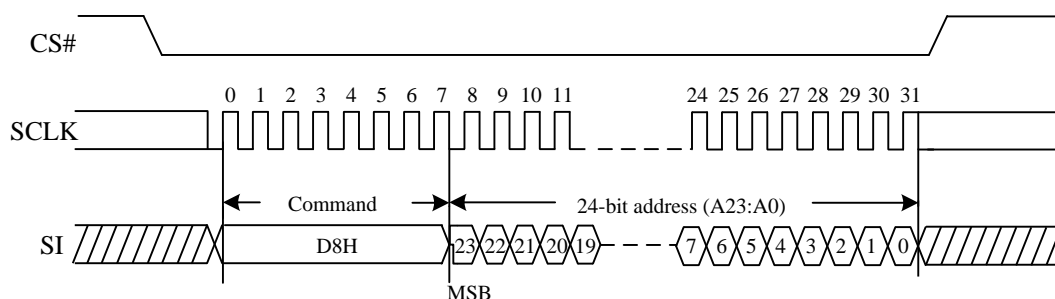 CS#
0 1 2 3 4 5 6 7 8 9 10 11 24 25 26 27 28 29 30 31
SCLK
Command 24-bit address (A23:A0)
SI D8H 23 22 21 20 19 7 6 5 4 3 2 1 0
MSB